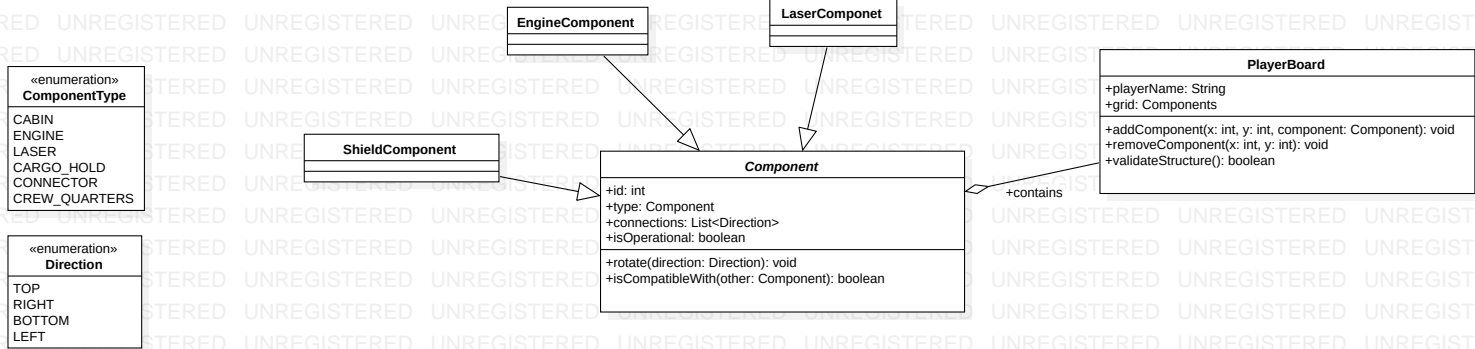 EngineComponent
LaserComponet
«enumeration»
ComponentType
CABIN
ENGINE
LASER
CARGO_HOLD
CONNECTOR
CREW_QUARTERS
«enumeration»
Direction
TOP
RIGHT
BOTTOM
LEFT
ShieldComponent
Component
+id: int
+type: Component
+connections: List<Direction>
+isOperational: boolean
+rotate(direction: Direction): void
+isCompatibleWith(other: Component): boolean
+contains
PlayerBoard
+playerName: String
+grid: Components
+addComponent(x: int, y: int, component: Component): void
+removeComponent(x: int, y: int): void
+validateStructure(): boolean
UNREGISTERED